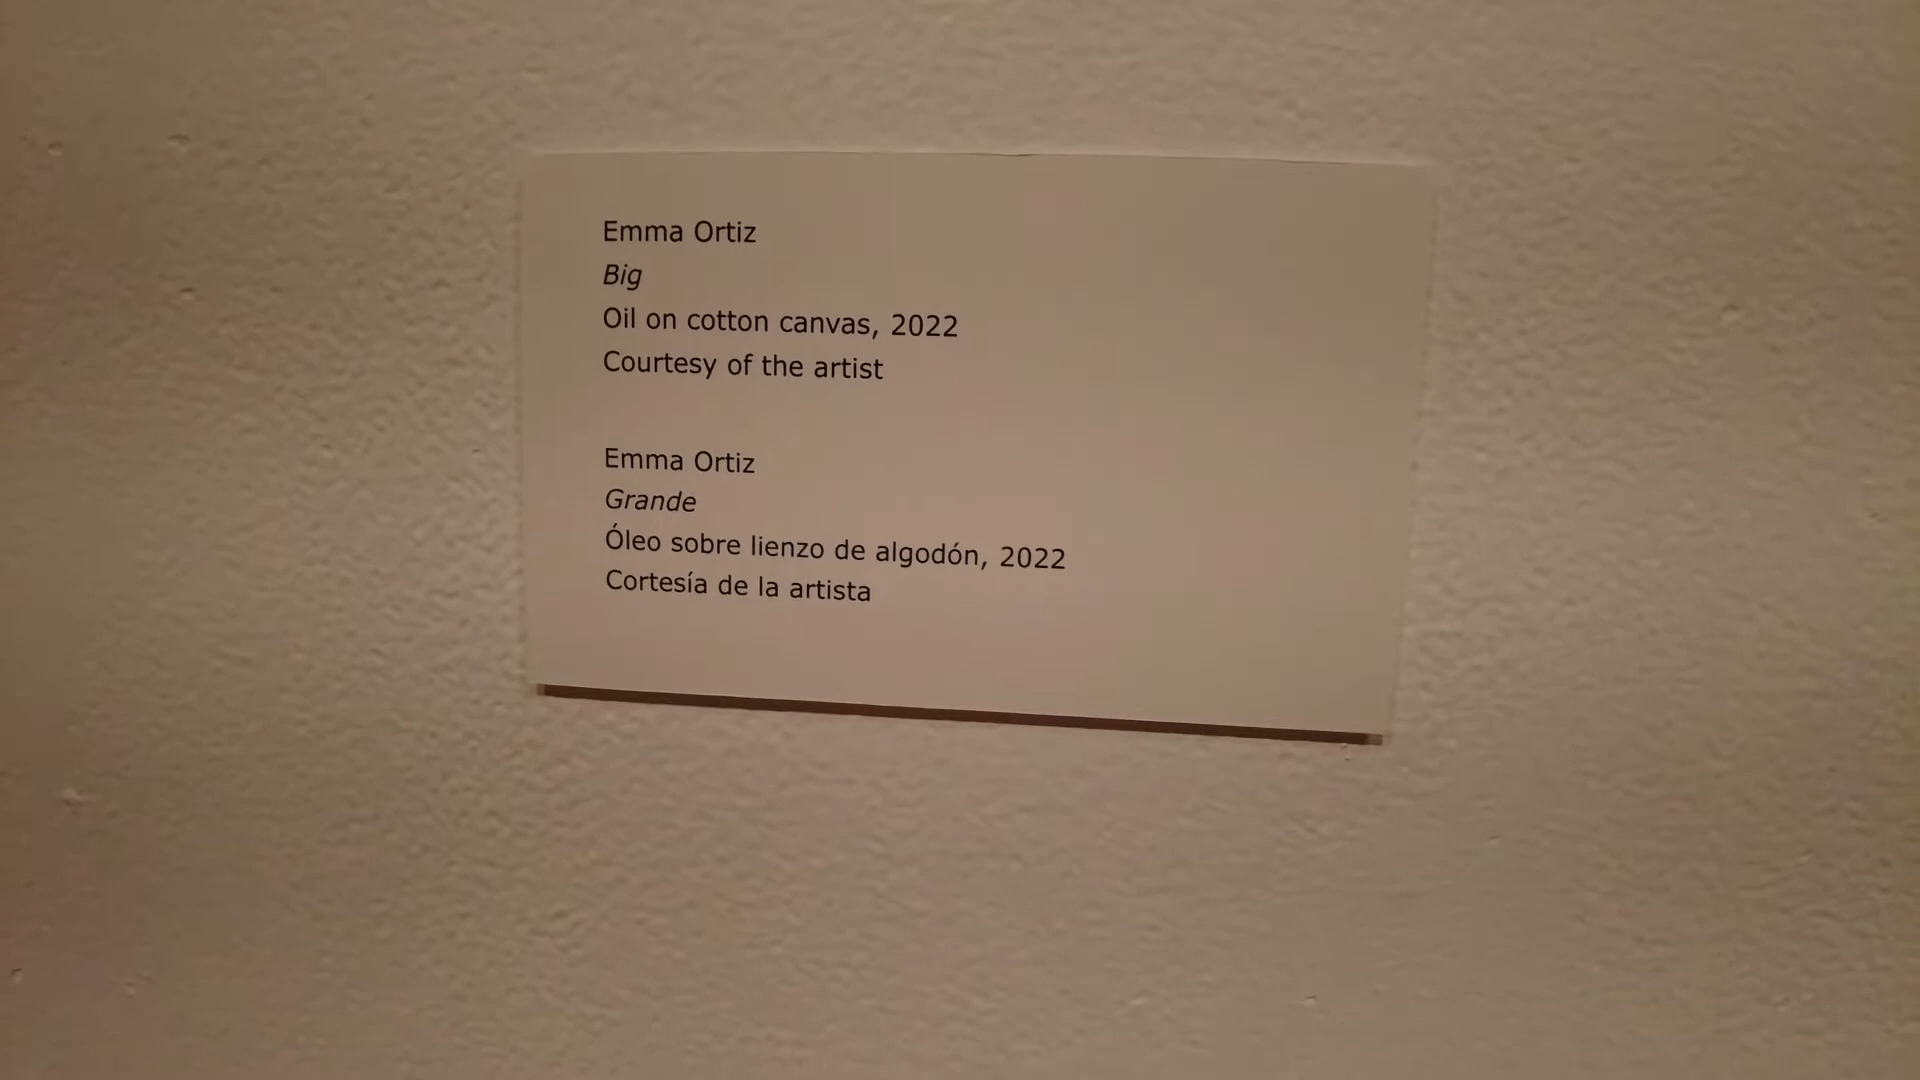 Emma Ortiz
Big
Oil on cotton canvas, 2022
Courtesy of the artist
Emma Ortiz
Grande
Óleo sobre lienzo de algodón, 2022
Cortesía de la artista